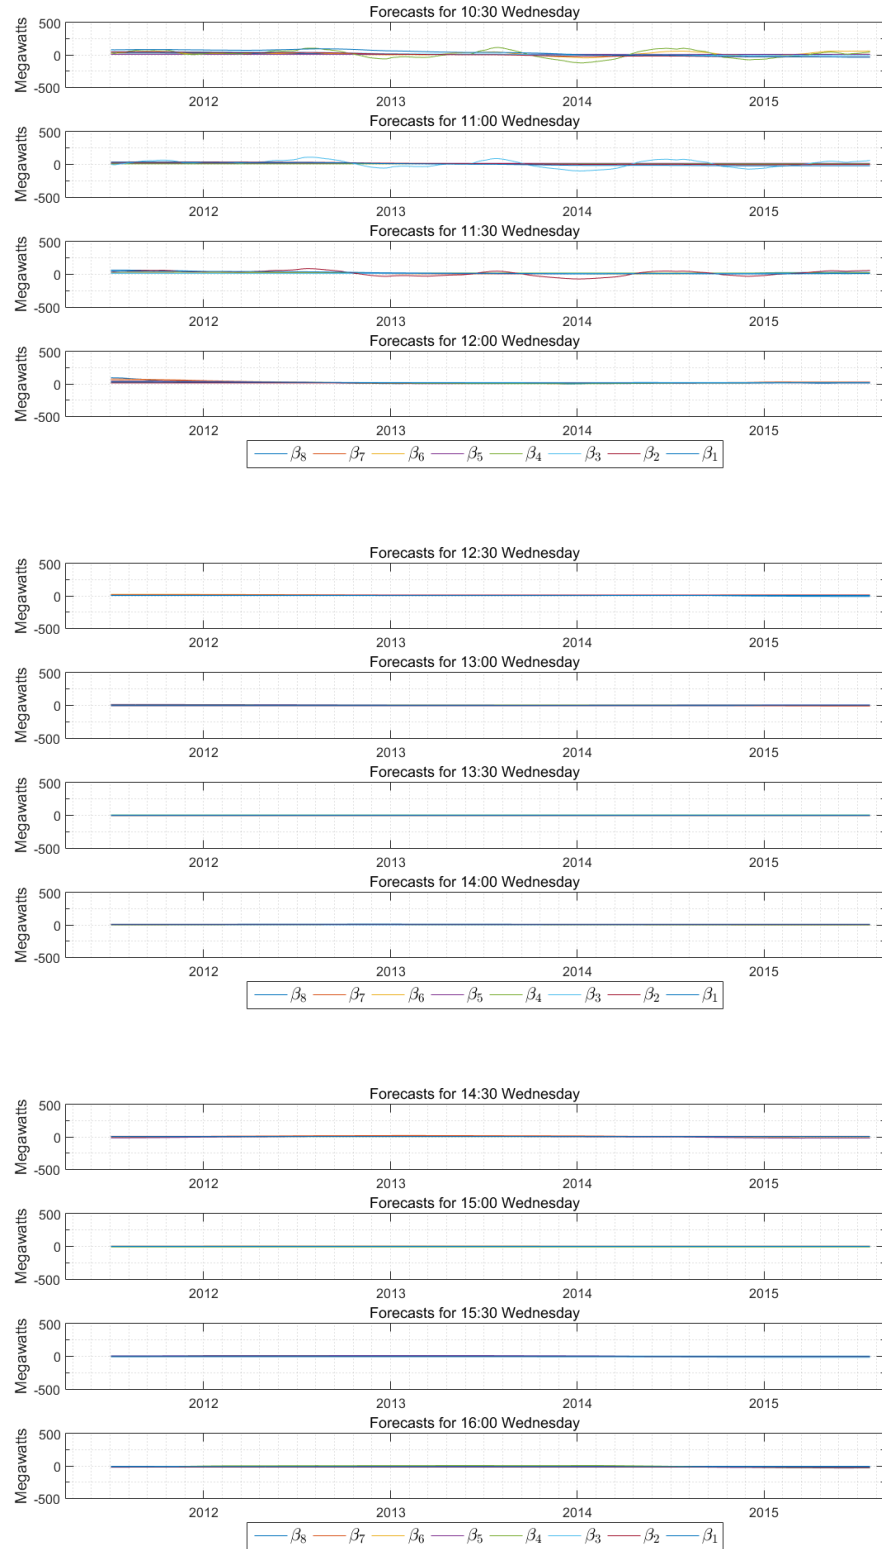 Forecasts for 10:30 Wednesday
Megawatts
500
0
-500
2012 2013 2014 2015
Forecasts for 11:00 Wednesday
Megawatts
500
0
-500
2012 2013 2014 2015
Forecasts for 11:30 Wednesday
Megawatts
500
0
-500
2012 2013 2014 2015
Forecasts for 12:00 Wednesday
Megawatts
500
0
-500
2012 2013 2014 2015
β₈ β₇ β₆ β₅ β₄ β₃ β₂ β₁
Forecasts for 12:30 Wednesday
Megawatts
500
0
-500
2012 2013 2014 2015
Forecasts for 13:00 Wednesday
Megawatts
500
0
-500
2012 2013 2014 2015
Forecasts for 13:30 Wednesday
Megawatts
500
0
-500
2012 2013 2014 2015
Forecasts for 14:00 Wednesday
Megawatts
500
0
-500
2012 2013 2014 2015
β₈ β₇ β₆ β₅ β₄ β₃ β₂ β₁
Forecasts for 14:30 Wednesday
Megawatts
500
0
-500
2012 2013 2014 2015
Forecasts for 15:00 Wednesday
Megawatts
500
0
-500
2012 2013 2014 2015
Forecasts for 15:30 Wednesday
Megawatts
500
0
-500
2012 2013 2014 2015
Forecasts for 16:00 Wednesday
Megawatts
500
0
-500
2012 2013 2014 2015
β₈ β₇ β₆ β₅ β₄ β₃ β₂ β₁